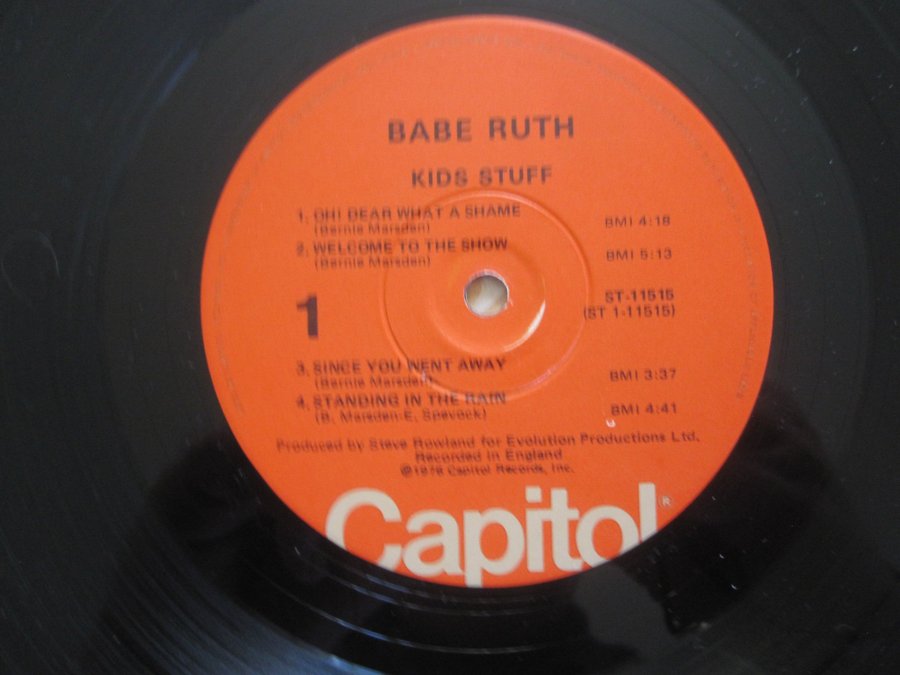 BABE RUTH
KIDS STUFF
1. OH! DEAR WHAT A SHAME BMI 4:18
(Bernie Marsden)
2. WELCOME TO THE SHOW BMI 5:13
(Bernie Marsden)
1
ST-11515
(ST 1-11515)
3. SINCE YOU WENT AWAY BMI 3:37
(Bernie Marsden)
4. STANDING IN THE RAIN BMI 4:41
(B. Marsden-E. Spevock)
Produced by Steve Rowland for Evolution Productions Ltd.
Recorded in England
©1976 Capitol Records, Inc.
Capitol®